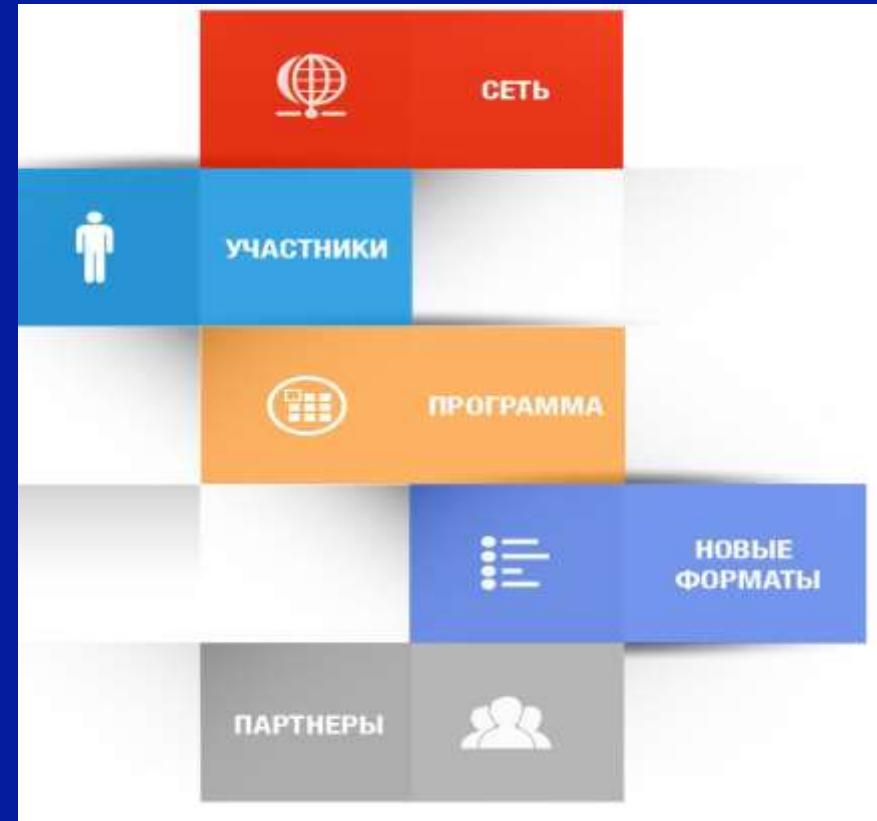 СЕТЬ
УЧАСТНИКИ
ПРОГРАММА
НОВЫЕ
ФОРМАТЫ
ПАРТНЕРЫ